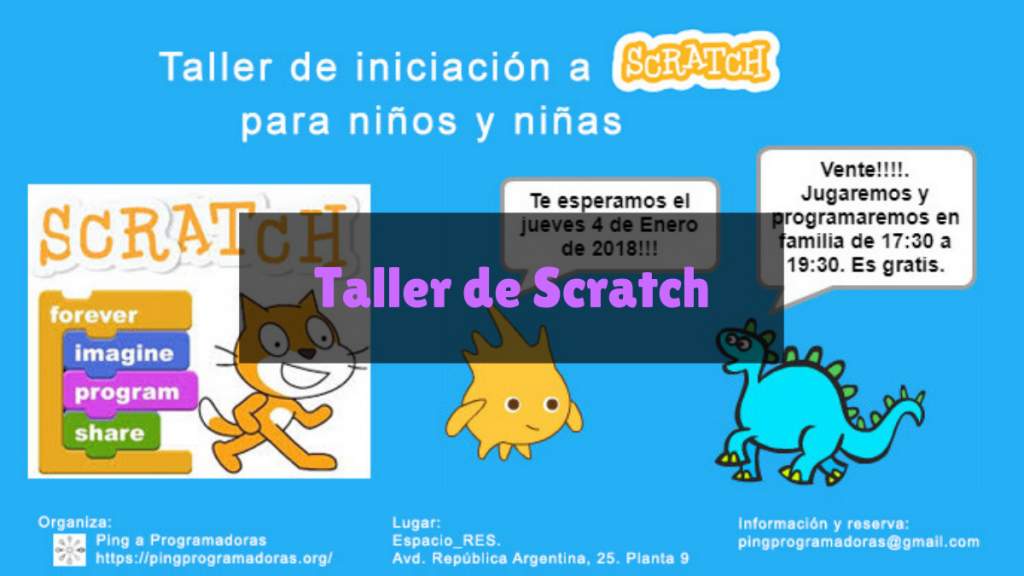 Taller de iniciación a SCRATCH
para niños y niñas
Vente!!!!.
Jugaremos y
programaremos en
familia de 17:30 a
19:30. Es gratis.
Te esperamos el
jueves 4 de Enero
de 2018!!!
SCRATCH
Taller de Scratch
forever
imagine
program
share
Organiza:
Ping a Programadoras
https://pingprogramadoras.org/
Lugar:
Espacio_RES.
Avd. República Argentina, 25. Planta 9
Información y reserva:
pingprogramadoras@gmail.com